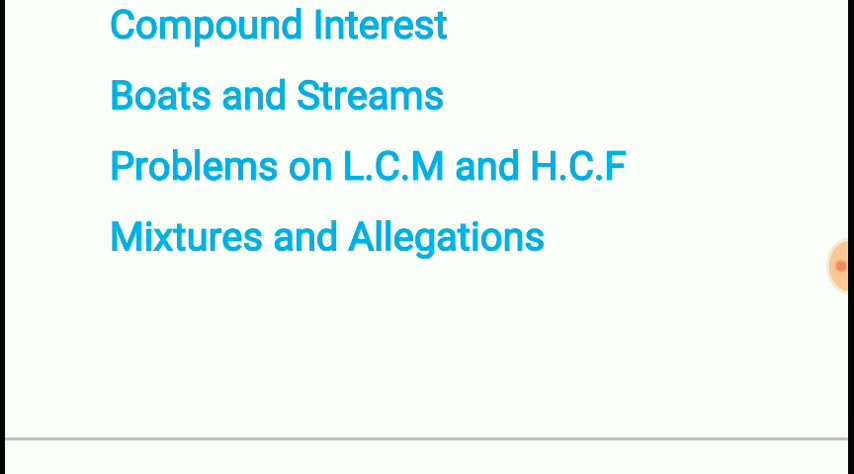 Compound Interest
Boats and Streams
Problems on L.C.M and H.C.F
Mixtures and Allegations